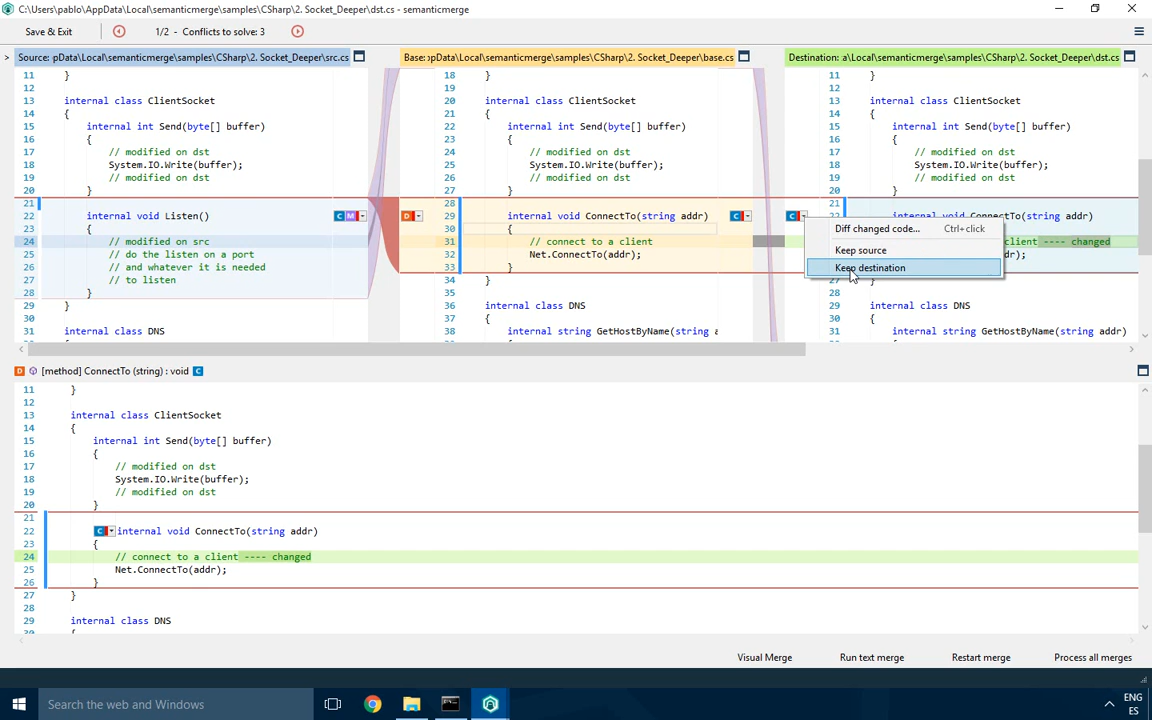 C:\Users\pablo\AppData\Local\semanticmerge\samples\CSharp\2. Socket_Deeper\dst.cs - semanticmerge
Save & Exit
1/2 - Conflicts to solve: 3
> Source: pData\Local\semanticmerge\samples\CSharp\2. Socket_Deeper\src.cs
11 }
12
13 internal class ClientSocket
14 {
15 internal int Send(byte[] buffer)
16 {
17 // modified on dst
18 System.IO.Write(buffer);
19 // modified on dst
20 }
21
22 internal void Listen() C M
23 {
24 // modified on src
25 // do the listen on a port
26 // and whatever it is needed
27 // to listen
28 }
29 }
30
31 internal class DNS
Base: pData\Local\semanticmerge\samples\CSharp\2. Socket_Deeper\base.cs
18 }
19
20 internal class ClientSocket
21 {
22 internal int Send(byte[] buffer)
23 {
24 // modified on dst
25 System.IO.Write(buffer);
26 // modified on dst
27 }
28
D 29 internal void ConnectTo(string addr) C
30 {
31 // connect to a client
32 Net.ConnectTo(addr);
33 }
34 }
35
36 internal class DNS
37 {
38 internal string GetHostByName(string a
Destination: a\Local\semanticmerge\samples\CSharp\2. Socket_Deeper\dst.cs
11 }
12
13 internal class ClientSocket
14 {
15 internal int Send(byte[] buffer)
16 {
17 // modified on dst
18 System.IO.Write(buffer);
19 // modified on dst
20 }
21
C 22 internal void ConnectTo(string addr)
client ---- changed
dr);
27 }
28
29 internal class DNS
30 {
31 internal string GetHostByName(string addr)
Diff changed code... Ctrl+click
Keep source
Keep destination
D [method] ConnectTo (string) : void C
11 }
12
13 internal class ClientSocket
14 {
15 internal int Send(byte[] buffer)
16 {
17 // modified on dst
18 System.IO.Write(buffer);
19 // modified on dst
20 }
21
22 C internal void ConnectTo(string addr)
23 {
24 // connect to a client ---- changed
25 Net.ConnectTo(addr);
26 }
27 }
28
29 internal class DNS
30 {
Visual Merge
Run text merge
Restart merge
Process all merges
Search the web and Windows
ENG
ES